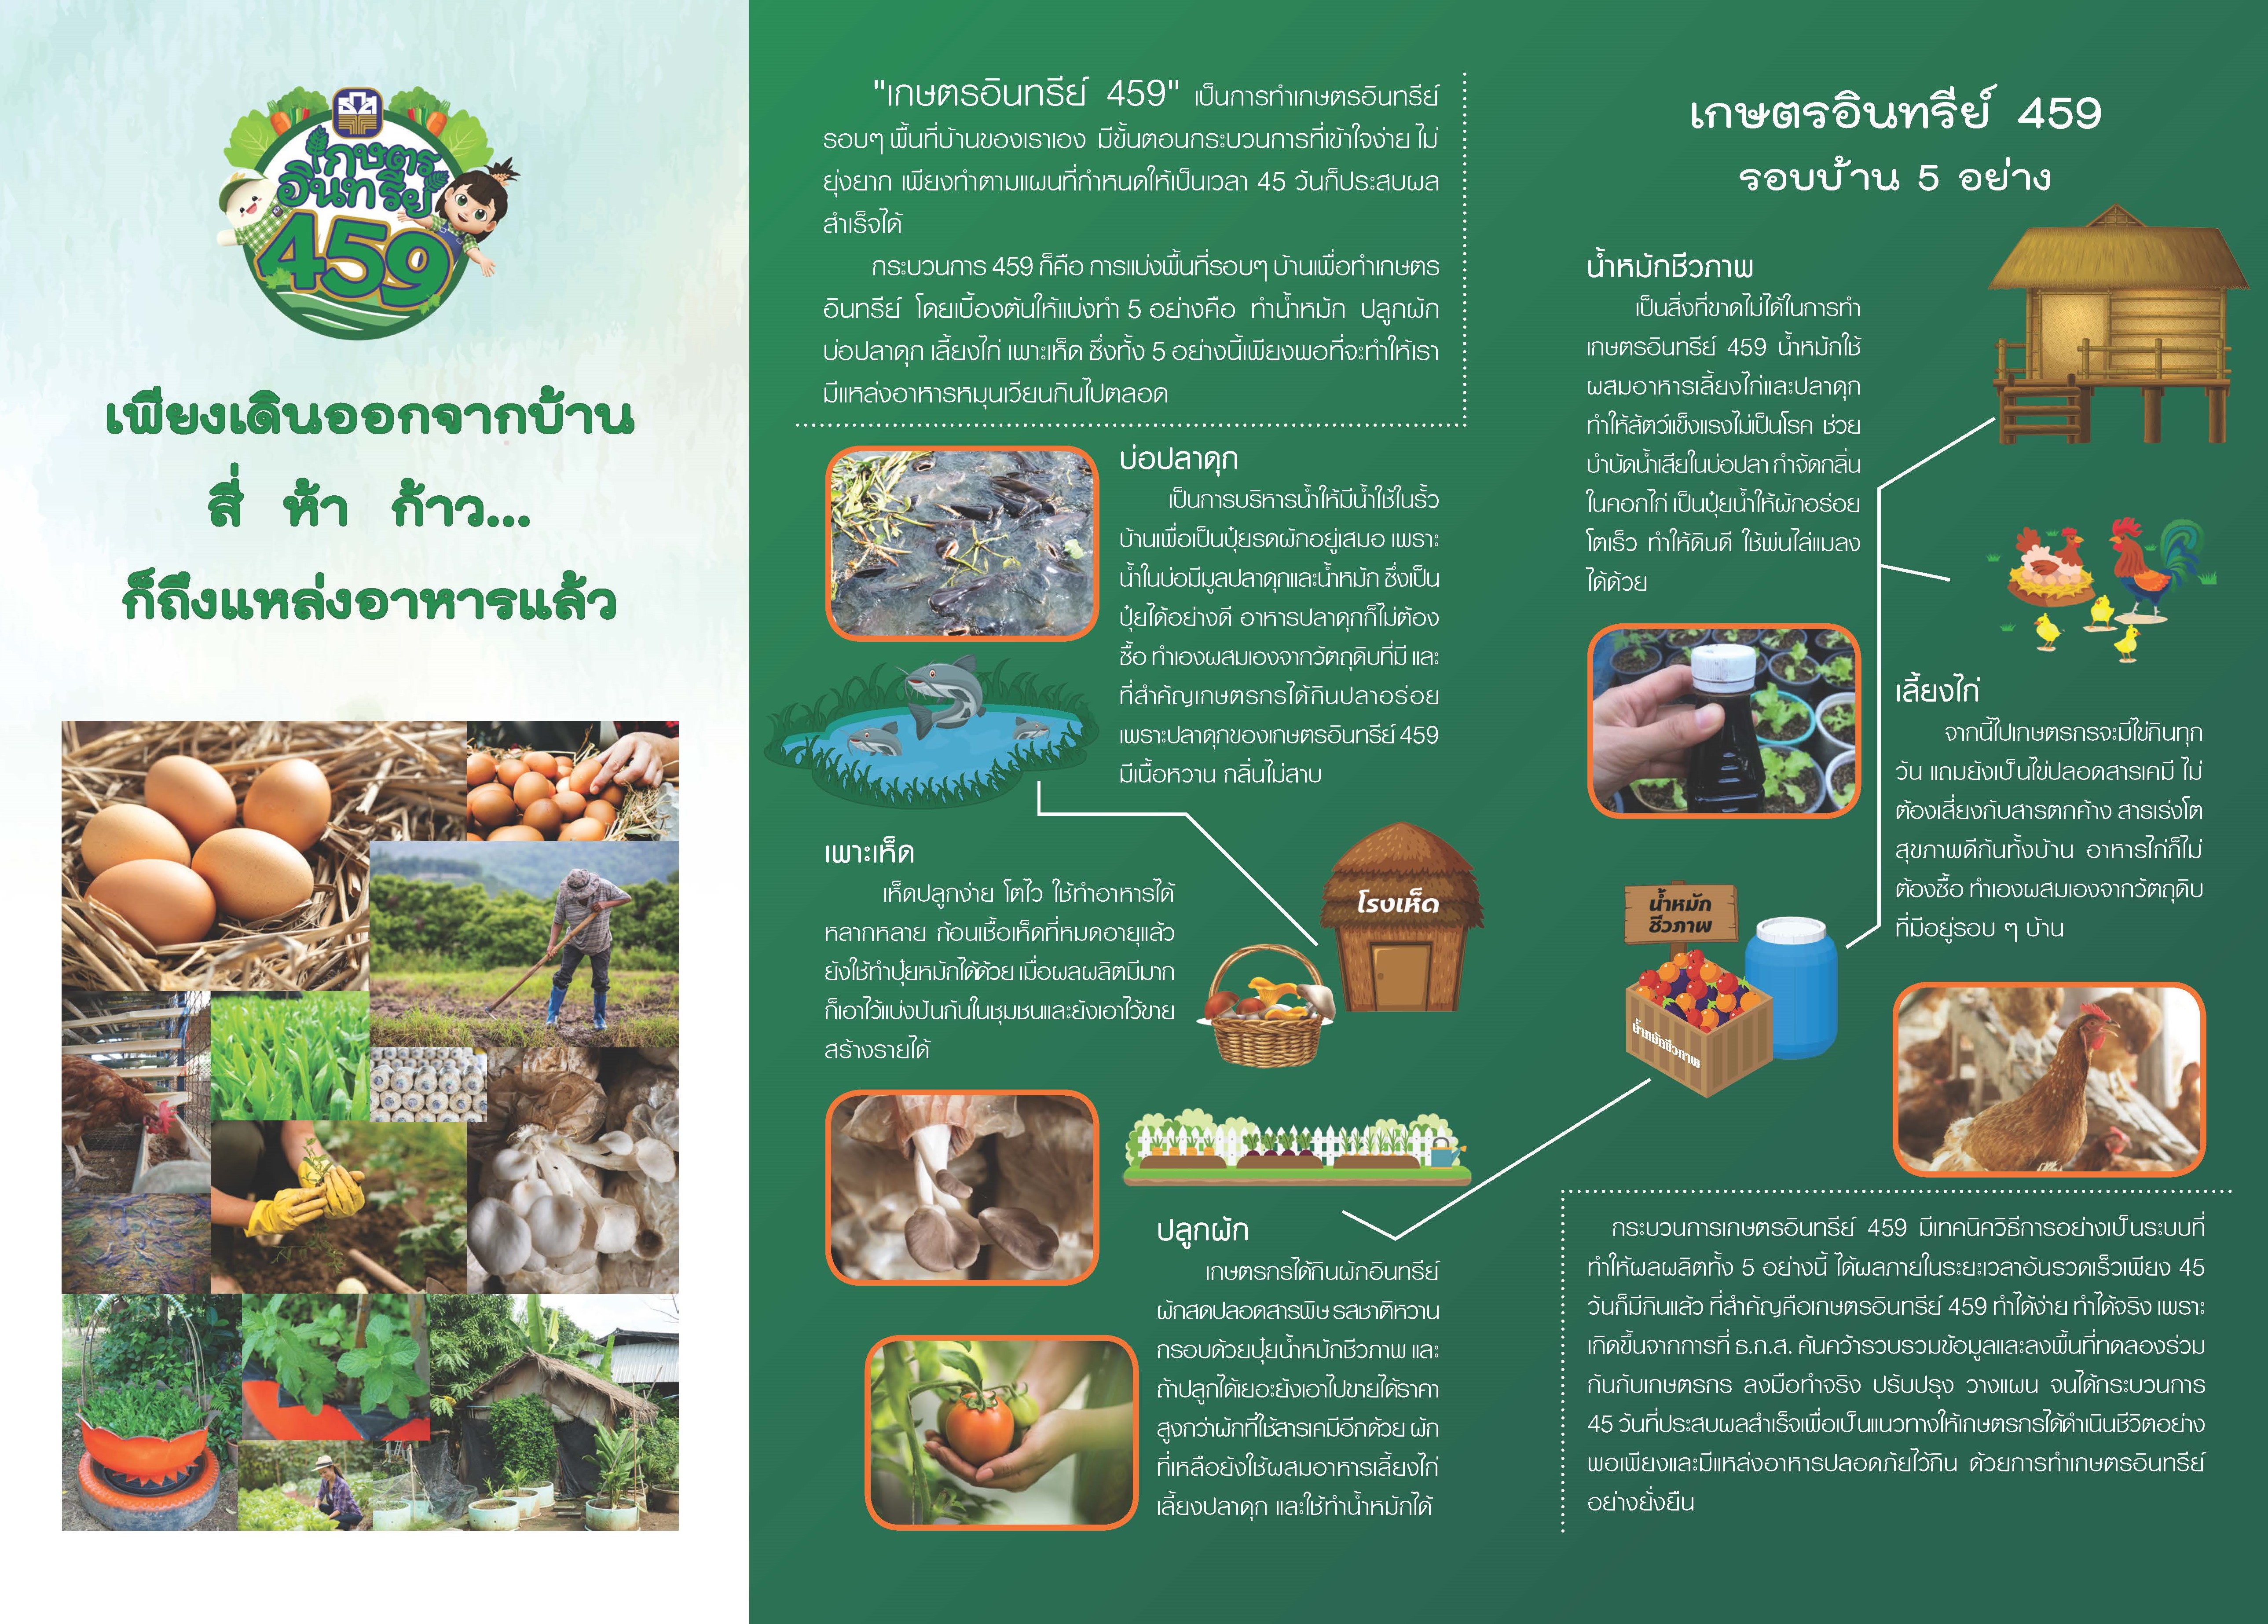 เกษตร
อินทรีย์
459
เพียงเดินออกจากบ้าน
สี่ ห้า ก้าว...
ก็ถึงแหล่งอาหารแล้ว
"เกษตรอินทรีย์ 459" เป็นการทำเกษตรอินทรีย์
รอบๆ พื้นที่บ้านของเราเอง มีขั้นตอนกระบวนการที่เข้าใจง่าย ไม่
ยุ่งยาก เพียงทำตามแผนที่กำหนดให้เป็นเวลา 45 วันก็ประสบผล
สำเร็จได้
กระบวนการ 459 ก็คือ การแบ่งพื้นที่รอบๆ บ้านเพื่อทำเกษตร
อินทรีย์ โดยเบื้องต้นให้แบ่งทำ 5 อย่างคือ ทำน้ำหมัก ปลูกผัก
บ่อปลาดุก เลี้ยงไก่ เพาะเห็ด ซึ่งทั้ง 5 อย่างนี้เพียงพอที่จะทำให้เรา
มีแหล่งอาหารหมุนเวียนกินไปตลอด
บ่อปลาดุก
เป็นการบริหารน้ำให้มีน้ำใช้ในรั้ว
บ้านเพื่อเป็นปุ๋ยรดผักอยู่เสมอ เพราะ
น้ำในบ่อมีมูลปลาดุกและน้ำหมัก ซึ่งเป็น
ปุ๋ยได้อย่างดี อาหารปลาดุกก็ไม่ต้อง
ซื้อ ทำเองผสมเองจากวัตถุดิบที่มี และ
ที่สำคัญเกษตรกรได้กินปลาอร่อย
เพราะปลาดุกของเกษตรอินทรีย์ 459
มีเนื้อหวาน กลิ่นไม่สาบ
เพาะเห็ด
เห็ดปลูกง่าย โตไว ใช้ทำอาหารได้
หลากหลาย ก้อนเชื้อเห็ดที่หมดอายุแล้ว
ยังใช้ทำปุ๋ยหมักได้ด้วย เมื่อผลผลิตมีมาก
ก็เอาไว้แบ่งปันกันในชุมชนและยังเอาไว้ขาย
สร้างรายได้
โรงเห็ด
ปลูกผัก
เกษตรกรได้กินผักอินทรีย์
ผักสดปลอดสารพิษ รสชาติหวาน
กรอบด้วยปุ๋ยน้ำหมักชีวภาพ และ
ถ้าปลูกได้เยอะยังเอาไปขายได้ราคา
สูงกว่าผักที่ใช้สารเคมีอีกด้วย ผัก
ที่เหลือยังใช้ผสมอาหารเลี้ยงไก่
เลี้ยงปลาดุก และใช้ทำน้ำหมักได้
เกษตรอินทรีย์ 459
รอบบ้าน 5 อย่าง
น้ำหมักชีวภาพ
เป็นสิ่งที่ขาดไม่ได้ในการทำ
เกษตรอินทรีย์ 459 น้ำหมักใช้
ผสมอาหารเลี้ยงไก่และปลาดุก
ทำให้สัตว์แข็งแรงไม่เป็นโรค ช่วย
บำบัดน้ำเสียในบ่อปลา กำจัดกลิ่น
ในคอกไก่ เป็นปุ๋ยน้ำให้ผักอร่อย
โตเร็ว ทำให้ดินดี ใช้พ่นไล่แมลง
ได้ด้วย
เลี้ยงไก่
จากนี้ไปเกษตรกรจะมีไข่กินทุก
วัน แถมยังเป็นไข่ปลอดสารเคมี ไม่
ต้องเสี่ยงกับสารตกค้าง สารเร่งโต
สุขภาพดีกันทั้งบ้าน อาหารไก่ก็ไม่
ต้องซื้อ ทำเองผสมเองจากวัตถุดิบ
ที่มีอยู่รอบ ๆ บ้าน
น้ำหมัก
ชีวภาพ
น้ำหมักชีวภาพ
กระบวนการเกษตรอินทรีย์ 459 มีเทคนิควิธีการอย่างเป็นระบบที่
ทำให้ผลผลิตทั้ง 5 อย่างนี้ ได้ผลภายในระยะเวลาอันรวดเร็วเพียง 45
วันก็มีกินแล้ว ที่สำคัญคือเกษตรอินทรีย์ 459 ทำได้ง่าย ทำได้จริง เพราะ
เกิดขึ้นจากการที่ ธ.ก.ส. ค้นคว้ารวบรวมข้อมูลและลงพื้นที่ทดลองร่วม
กันกับเกษตรกร ลงมือทำจริง ปรับปรุง วางแผน จนได้กระบวนการ
45 วันที่ประสบผลสำเร็จเพื่อเป็นแนวทางให้เกษตรกรได้ดำเนินชีวิตอย่าง
พอเพียงและมีแหล่งอาหารปลอดภัยไว้กิน ด้วยการทำเกษตรอินทรีย์
อย่างยั่งยืน